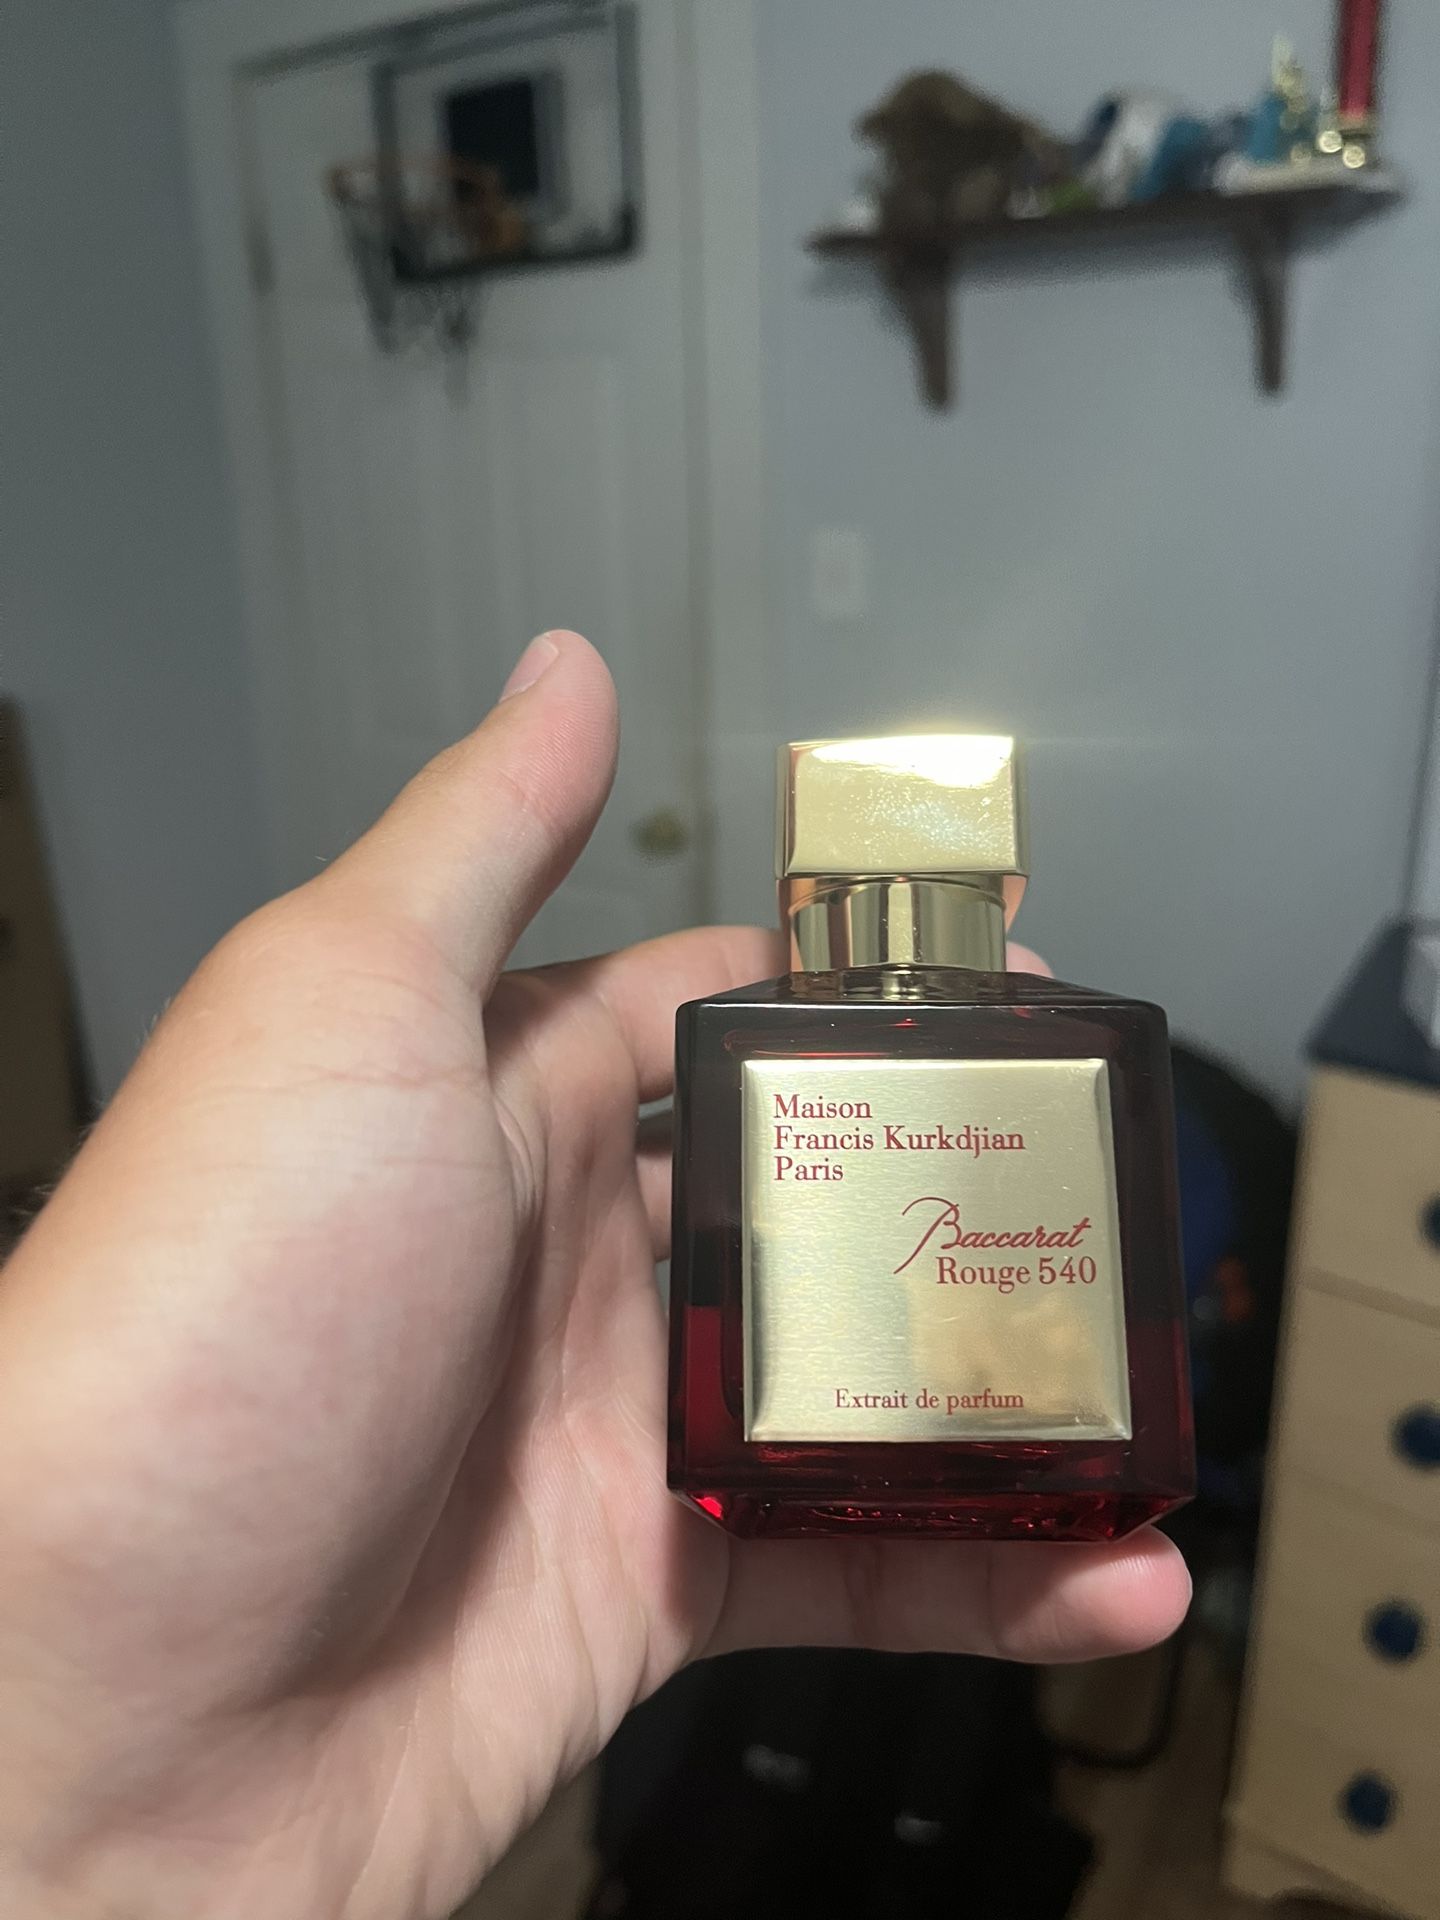 Maison
Francis Kurkdjian
Paris
Baccarat
Rouge 540
Extrait de parfum